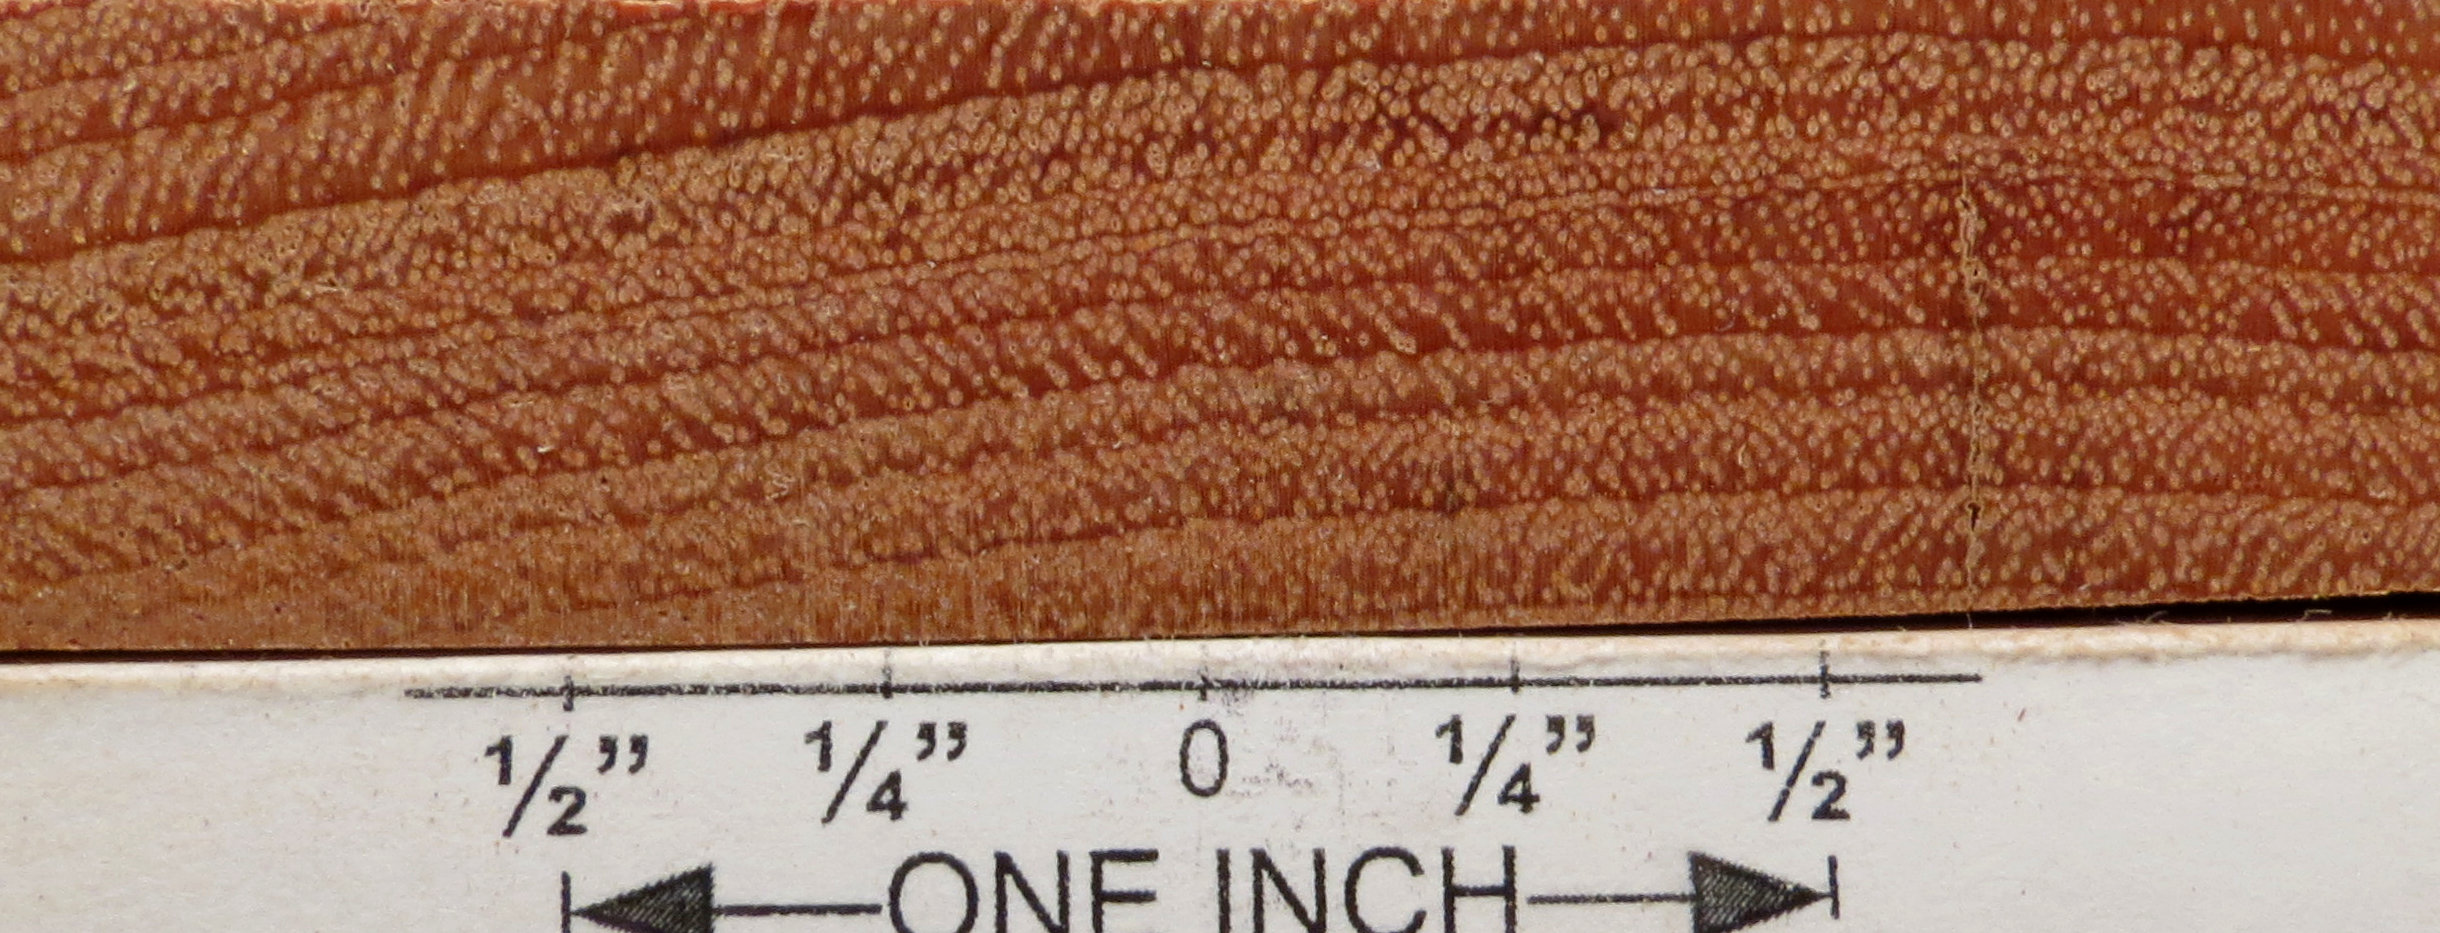 1/2” 1/4” 0 1/4” 1/2”
ONE INCH